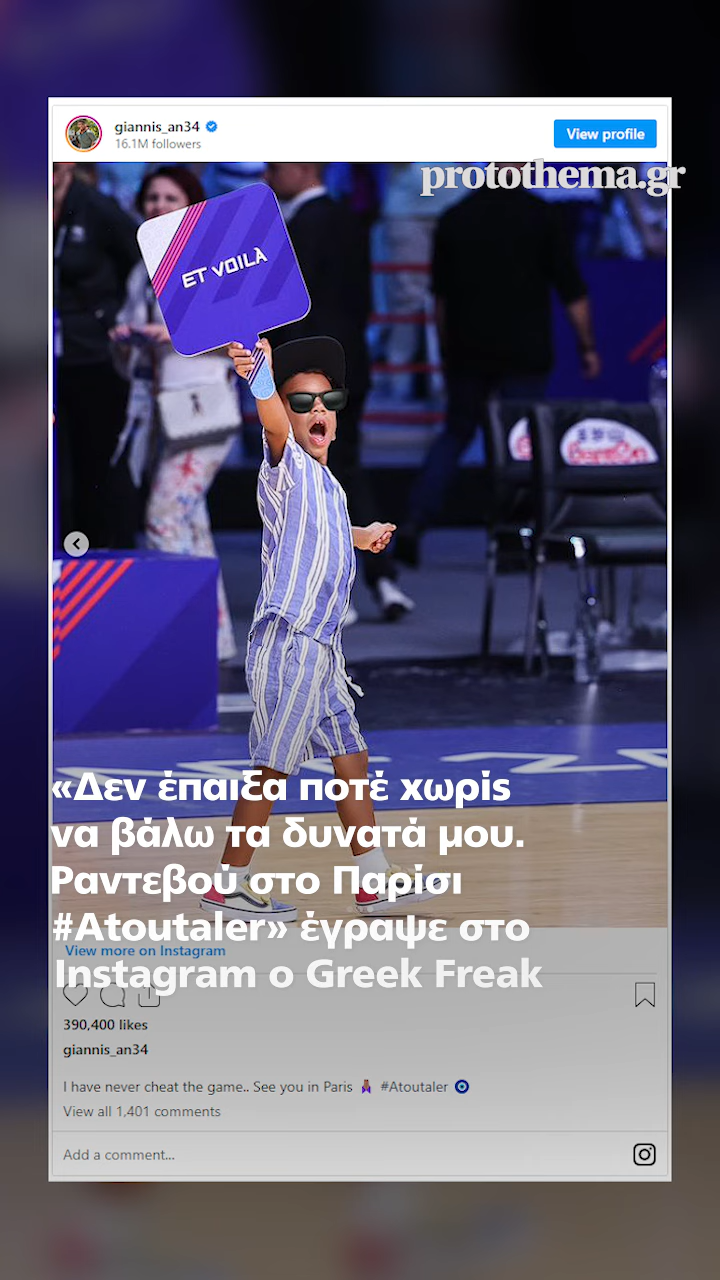 giannis_an34
16.1M followers
View profile
protothema.gr
ET VOILÀ
«Δεν έπαιξα ποτέ χωρίς
να βάλω τα δυνατά μου.
Ραντεβού στο Παρίσι
#Atoutaler» έγραψε στο
View more on Instagram
Instagram ο Greek Freak
390,400 likes
giannis_an34
I have never cheat the game.. See you in Paris 🙏🏾 #Atoutaler 🧿
View all 1,401 comments
Add a comment...